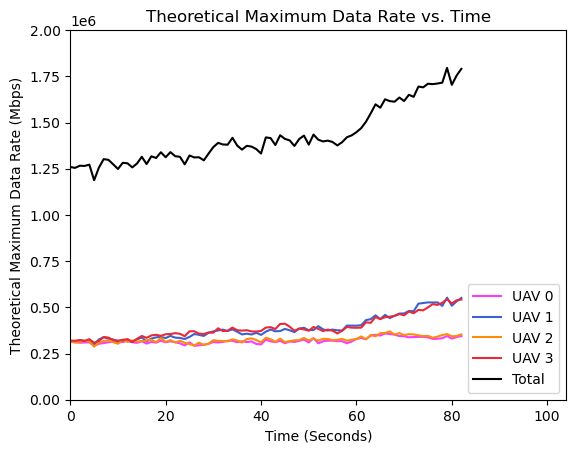 Theoretical Maximum Data Rate vs. Time
1e6
2.00
1.75
1.50
1.25
1.00
0.75
0.50
0.25
0.00
Theoretical Maximum Data Rate (Mbps)
UAV 0
UAV 1
UAV 2
UAV 3
Total
0 20 40 60 80 100
Time (Seconds)